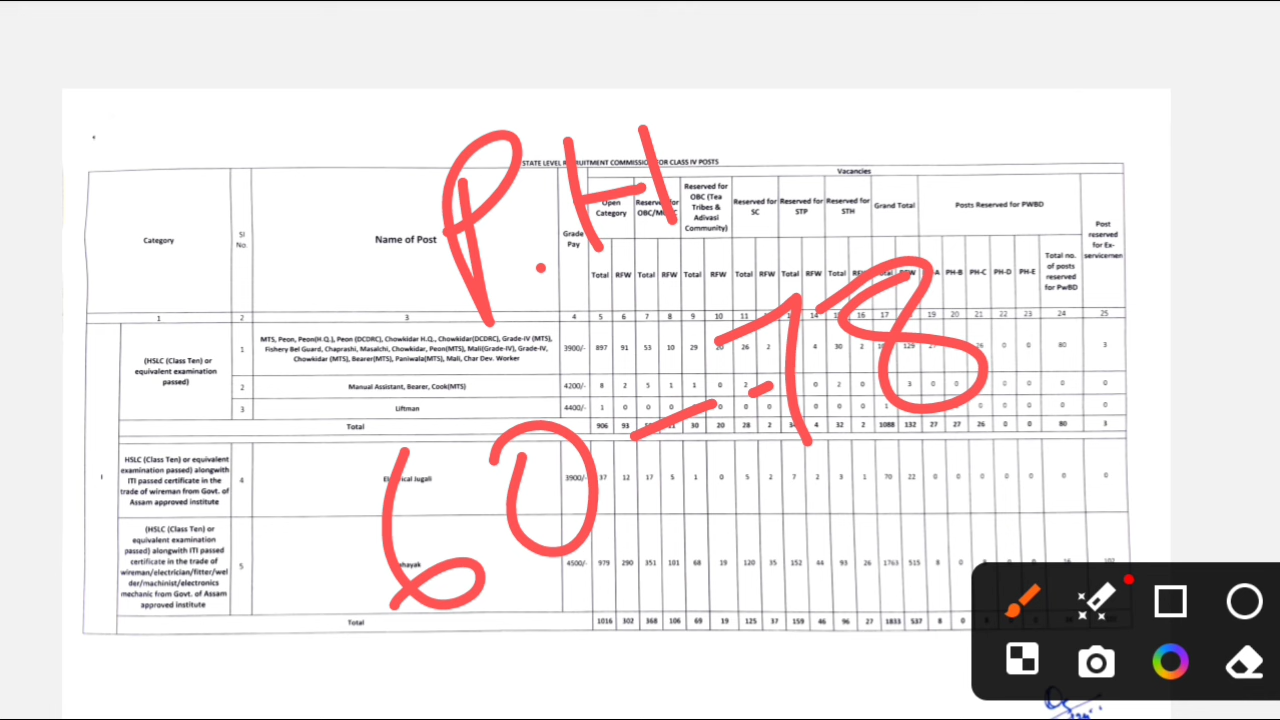 STATE LEVEL RECRUITMENT COMMISSION FOR CLASS IV POSTS
P.H
Category Sl No. Name of Post Grade Pay Vacancies
Open Category Reserved for Reserved for OBC (Tea Tribes & Adivasi Community) Reserved for SC Reserved for STP Reserved for STH Grand Total Posts Reserved for PWBD Post reserved for Ex-servicemen
Total RFW Total RFW Total RFW Total RFW RFW Total PH-B PH-C PH-D PH-E Total no. of posts reserved for PwBD
1 2 3 4 5 6 7 8 9 10 11 14 16 17 18 19 20 21 22 23 24 25
(HSLC (Class Ten) or equivalent examination passed)
1 MTS, Peon, Peon(H.Q.), Peon (DCDRC), Chowkidar H.Q., Chowkidar(DCDRC), Grade-IV (MTS),
Fishery Bel Guard, Chaprashi, Masalchi, Chowkidar, Peon(MTS), Mali(Grade-IV), Grade-IV,
Chowkidar (MTS), Bearer(MTS), Paniwala(MTS), Mali, Char Dev. Worker
3900/- 897 91 53 10 29 20 26 2 4 30 2 129 27 0 0 80 3
2 Manual Assistant, Bearer, Cook(MTS) 4200/- 8 2 5 1 1 0 2 0 2 0 3 0 0 0 0 0 0
3 Liftman 4400/- 1 0 0 0 0 0 0 0 0 0 0 1 0 0 0 0 0
Total 906 93 30 20 28 2 4 32 2 1088 132 27 27 26 0 0 80 3
60 - - 78
HSLC (Class Ten) or equivalent examination passed) alongwith ITI passed certificate in the trade of wireman from Govt. of Assam approved institute
4 Jugali 3900/- 37 12 17 5 1 0 5 2 7 2 3 1 70 22 0 0 0 0 0 0 0
(HSLC (Class Ten) or equivalent examination passed) alongwith ITI passed certificate in the trade of wireman/electrician/fitter/welder/machinist/electronics mechanic from Govt. of Assam approved institute
5 4500/- 979 290 351 101 68 19 120 35 152 44 93 26 1763 515 8 0
Total 1016 302 368 106 69 19 125 37 159 46 96 27 1833 537 8 0